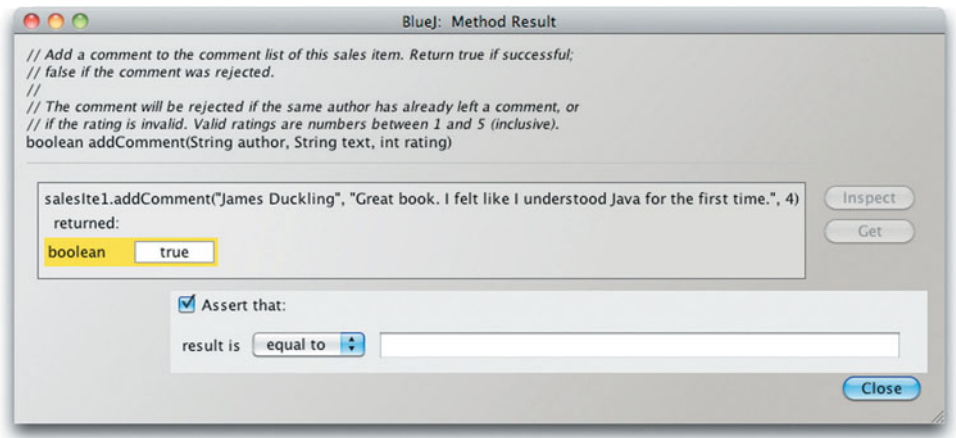 BlueJ: Method Result
// Add a comment to the comment list of this sales item. Return true if successful;
// false if the comment was rejected.
//
// The comment will be rejected if the same author has already left a comment, or
// if the rating is invalid. Valid ratings are numbers between 1 and 5 (inclusive).
boolean addComment(String author, String text, int rating)
salesIte1.addComment("James Duckling", "Great book. I felt like I understood Java for the first time.", 4)
Inspect
returned:
Get
boolean true
Assert that:
result is equal to
Close